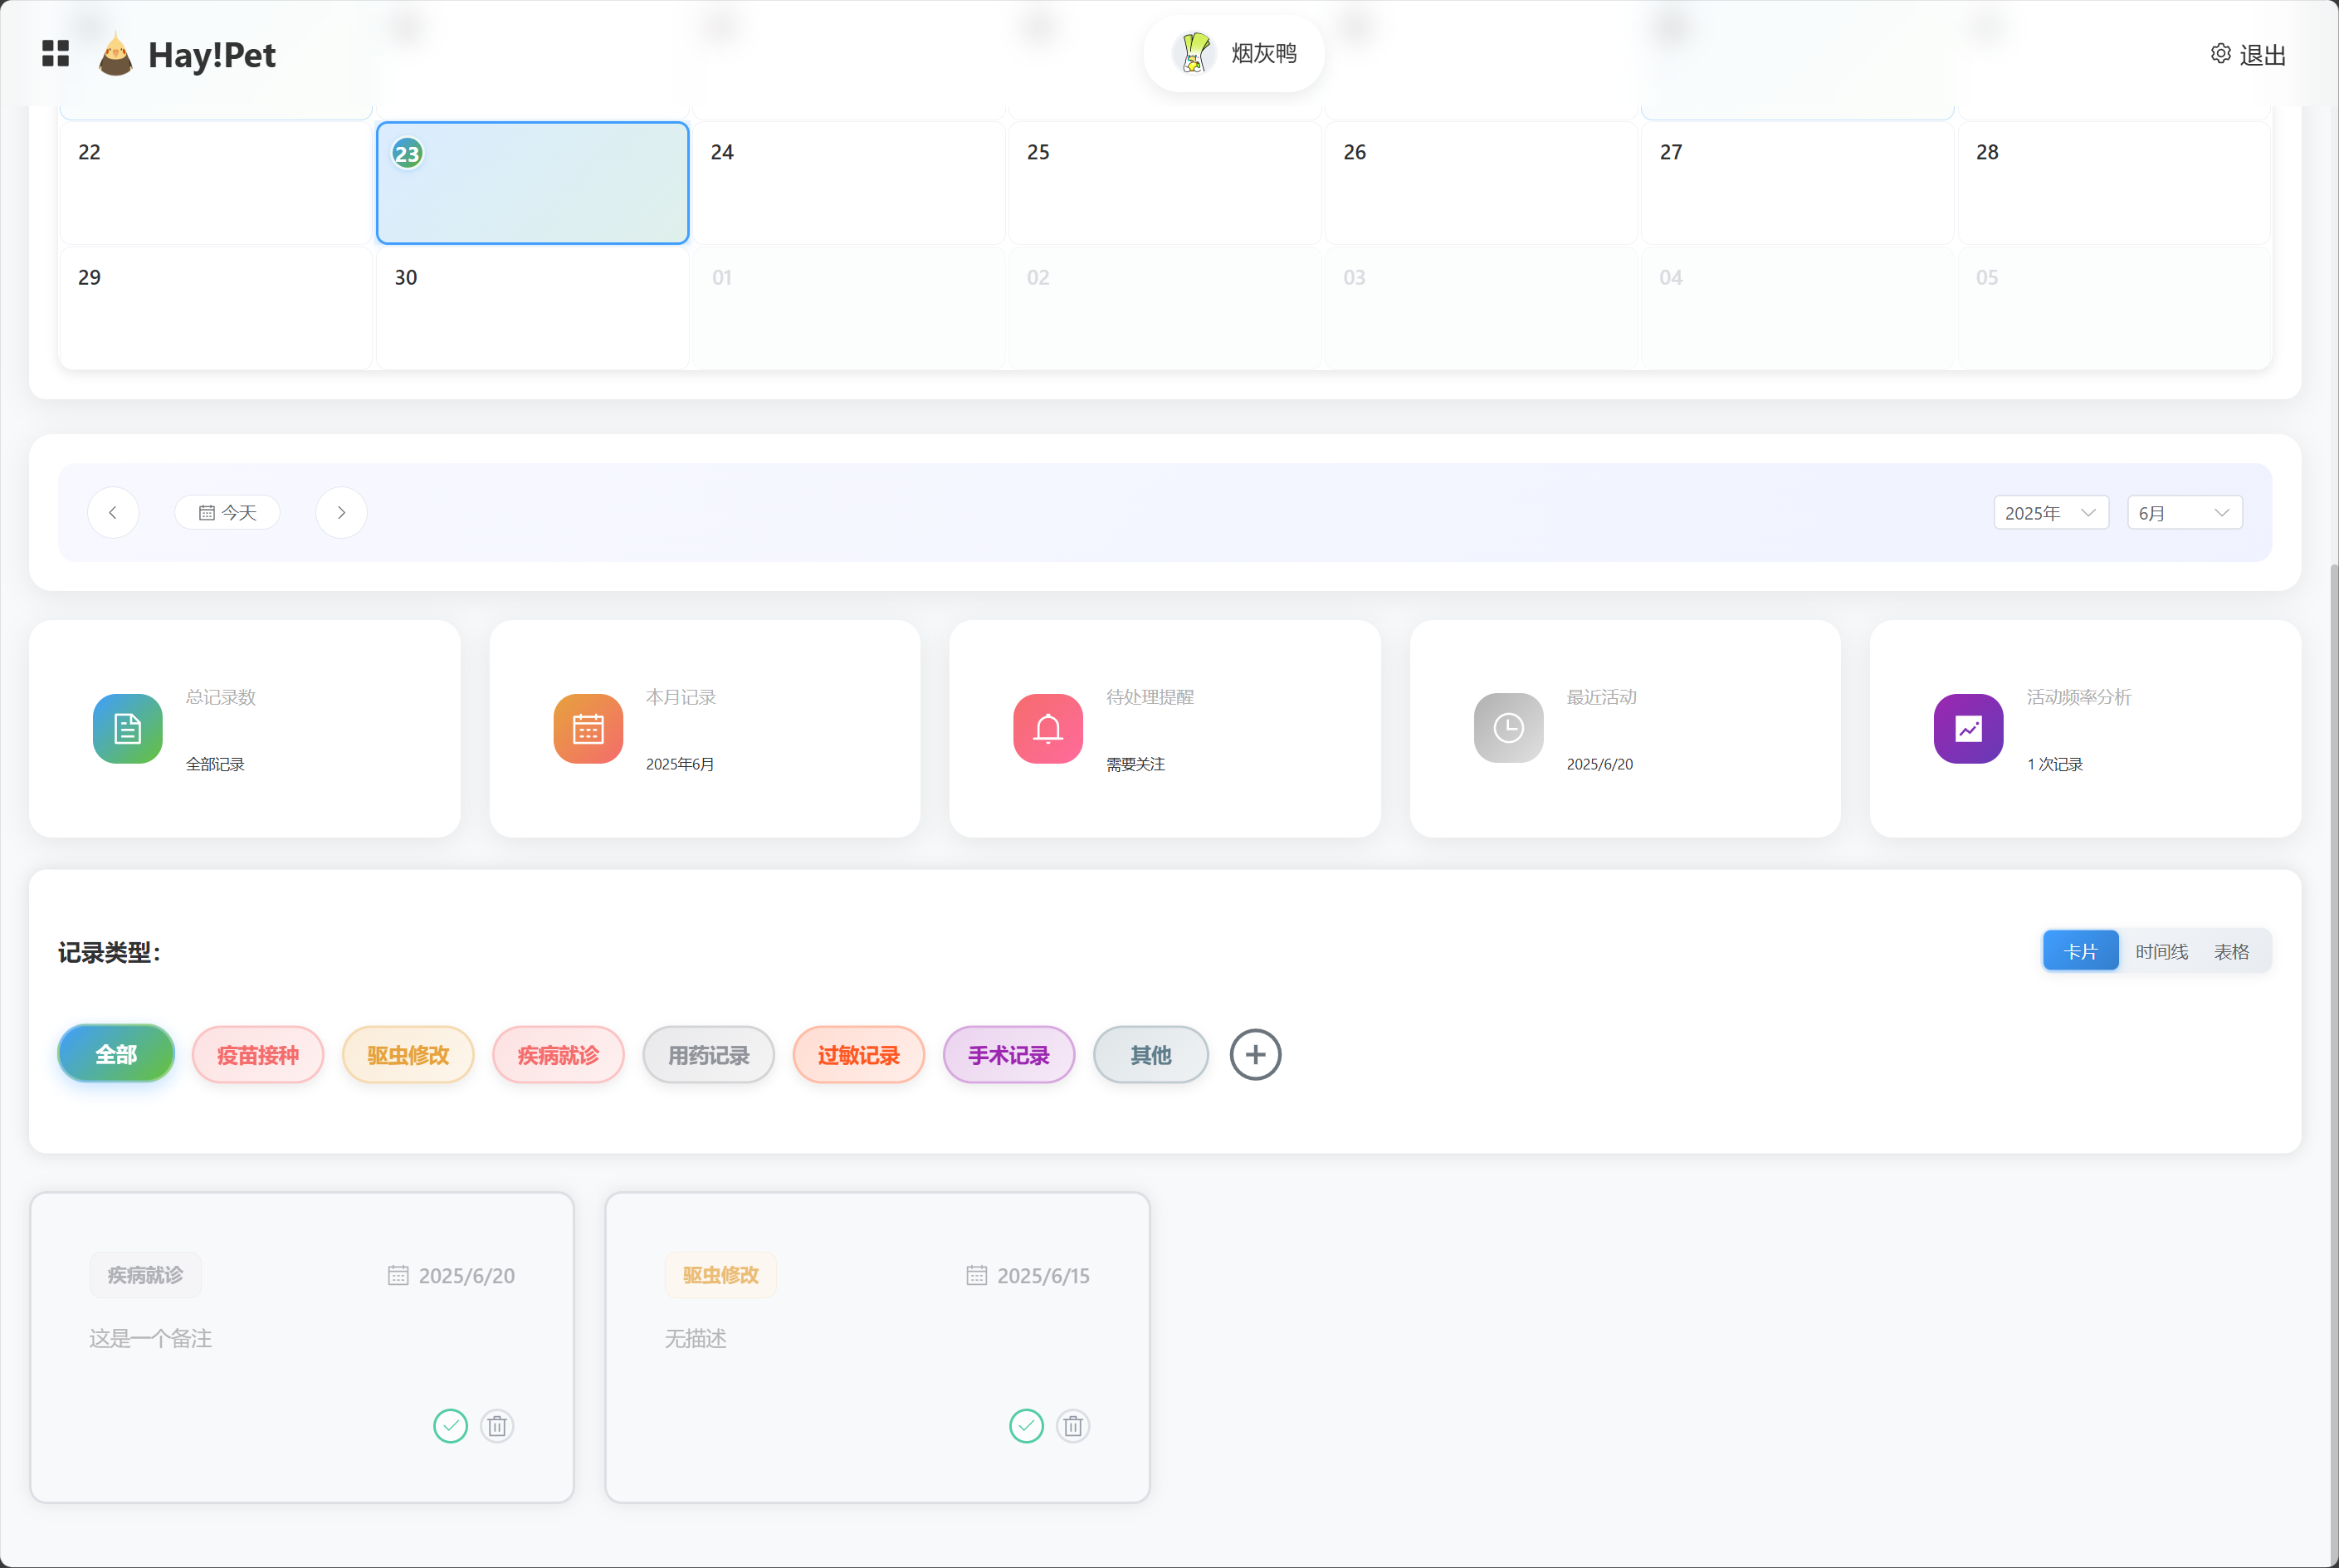 Hay!Pet
烟灰鸭
退出
22 23 24 25 26 27 28
29 30 01 02 03 04 05
今天
2025年 6月
总记录数
全部记录
本月记录
2025年6月
待处理提醒
需要关注
最近活动
2025/6/20
活动频率分析
1 次记录
记录类型：
卡片 时间线 表格
全部 疫苗接种 驱虫修改 疾病就诊 用药记录 过敏记录 手术记录 其他
疾病就诊 2025/6/20
这是一个备注
驱虫修改 2025/6/15
无描述